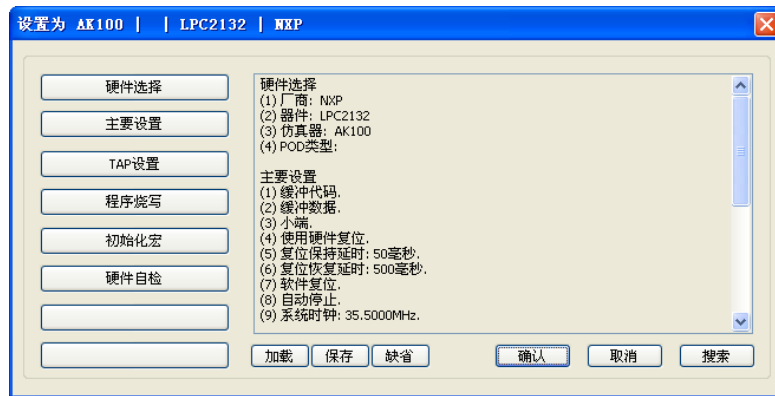 设置为 AK100 | | LPC2132 | NXP
硬件选择
主要设置
TAP设置
程序烧写
初始化宏
硬件自检
硬件选择
(1) 厂商: NXP
(2) 器件: LPC2132
(3) 仿真器: AK100
(4) POD类型:
主要设置
(1) 缓冲代码.
(2) 缓冲数据.
(3) 小端.
(4) 使用硬件复位.
(5) 复位保持延时: 50毫秒.
(6) 复位恢复延时: 500毫秒.
(7) 软件复位.
(8) 自动停止.
(9) 系统时钟: 35.5000MHz.
加载 保存 缺省 确认 取消 搜索